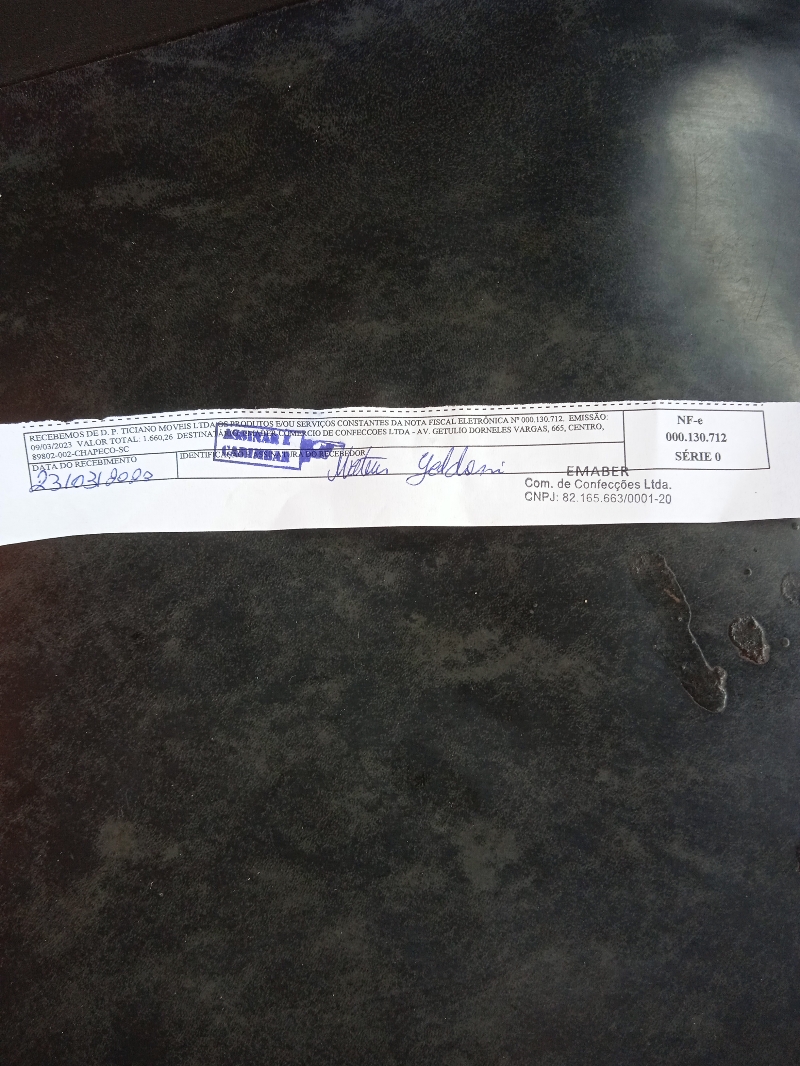 RECEBEMOS DE D. P. TICIANO MOVEIS LTDA OS PRODUTOS E/OU SERVIÇOS CONSTANTES DA NOTA FISCAL ELETRÔNICA Nº 000.130.712. EMISSÃO:
09/03/2023 VALOR TOTAL: 1.660,26 COMERCIO DE CONFECCOES LTDA - AV. GETULIO DORNELES VARGAS, 665, CENTRO,
89802-002-CHAPECO-SC
ASSINAR E
CARIMBAR
DATA DO RECEBIMENTO
IDENTIFICAÇÃO E ASSINATURA DO RECEBEDOR
23/03/2020
EMABER
Com. de Confecções Ltda.
CNPJ: 82.165.663/0001-20
NF-e
000.130.712
SÉRIE 0